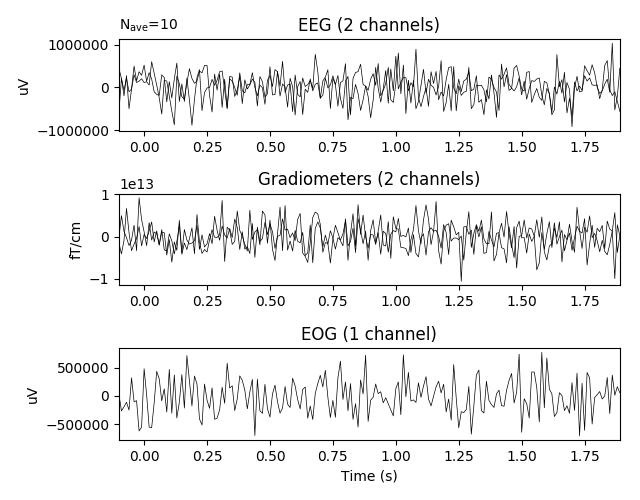 Nave=10
EEG (2 channels)
1000000
0
−1000000
uV
0.00 0.25 0.50 0.75 1.00 1.25 1.50 1.75
Gradiometers (2 channels)
1e13
1
0
−1
fT/cm
0.00 0.25 0.50 0.75 1.00 1.25 1.50 1.75
EOG (1 channel)
500000
0
−500000
uV
0.00 0.25 0.50 0.75 1.00 1.25 1.50 1.75
Time (s)